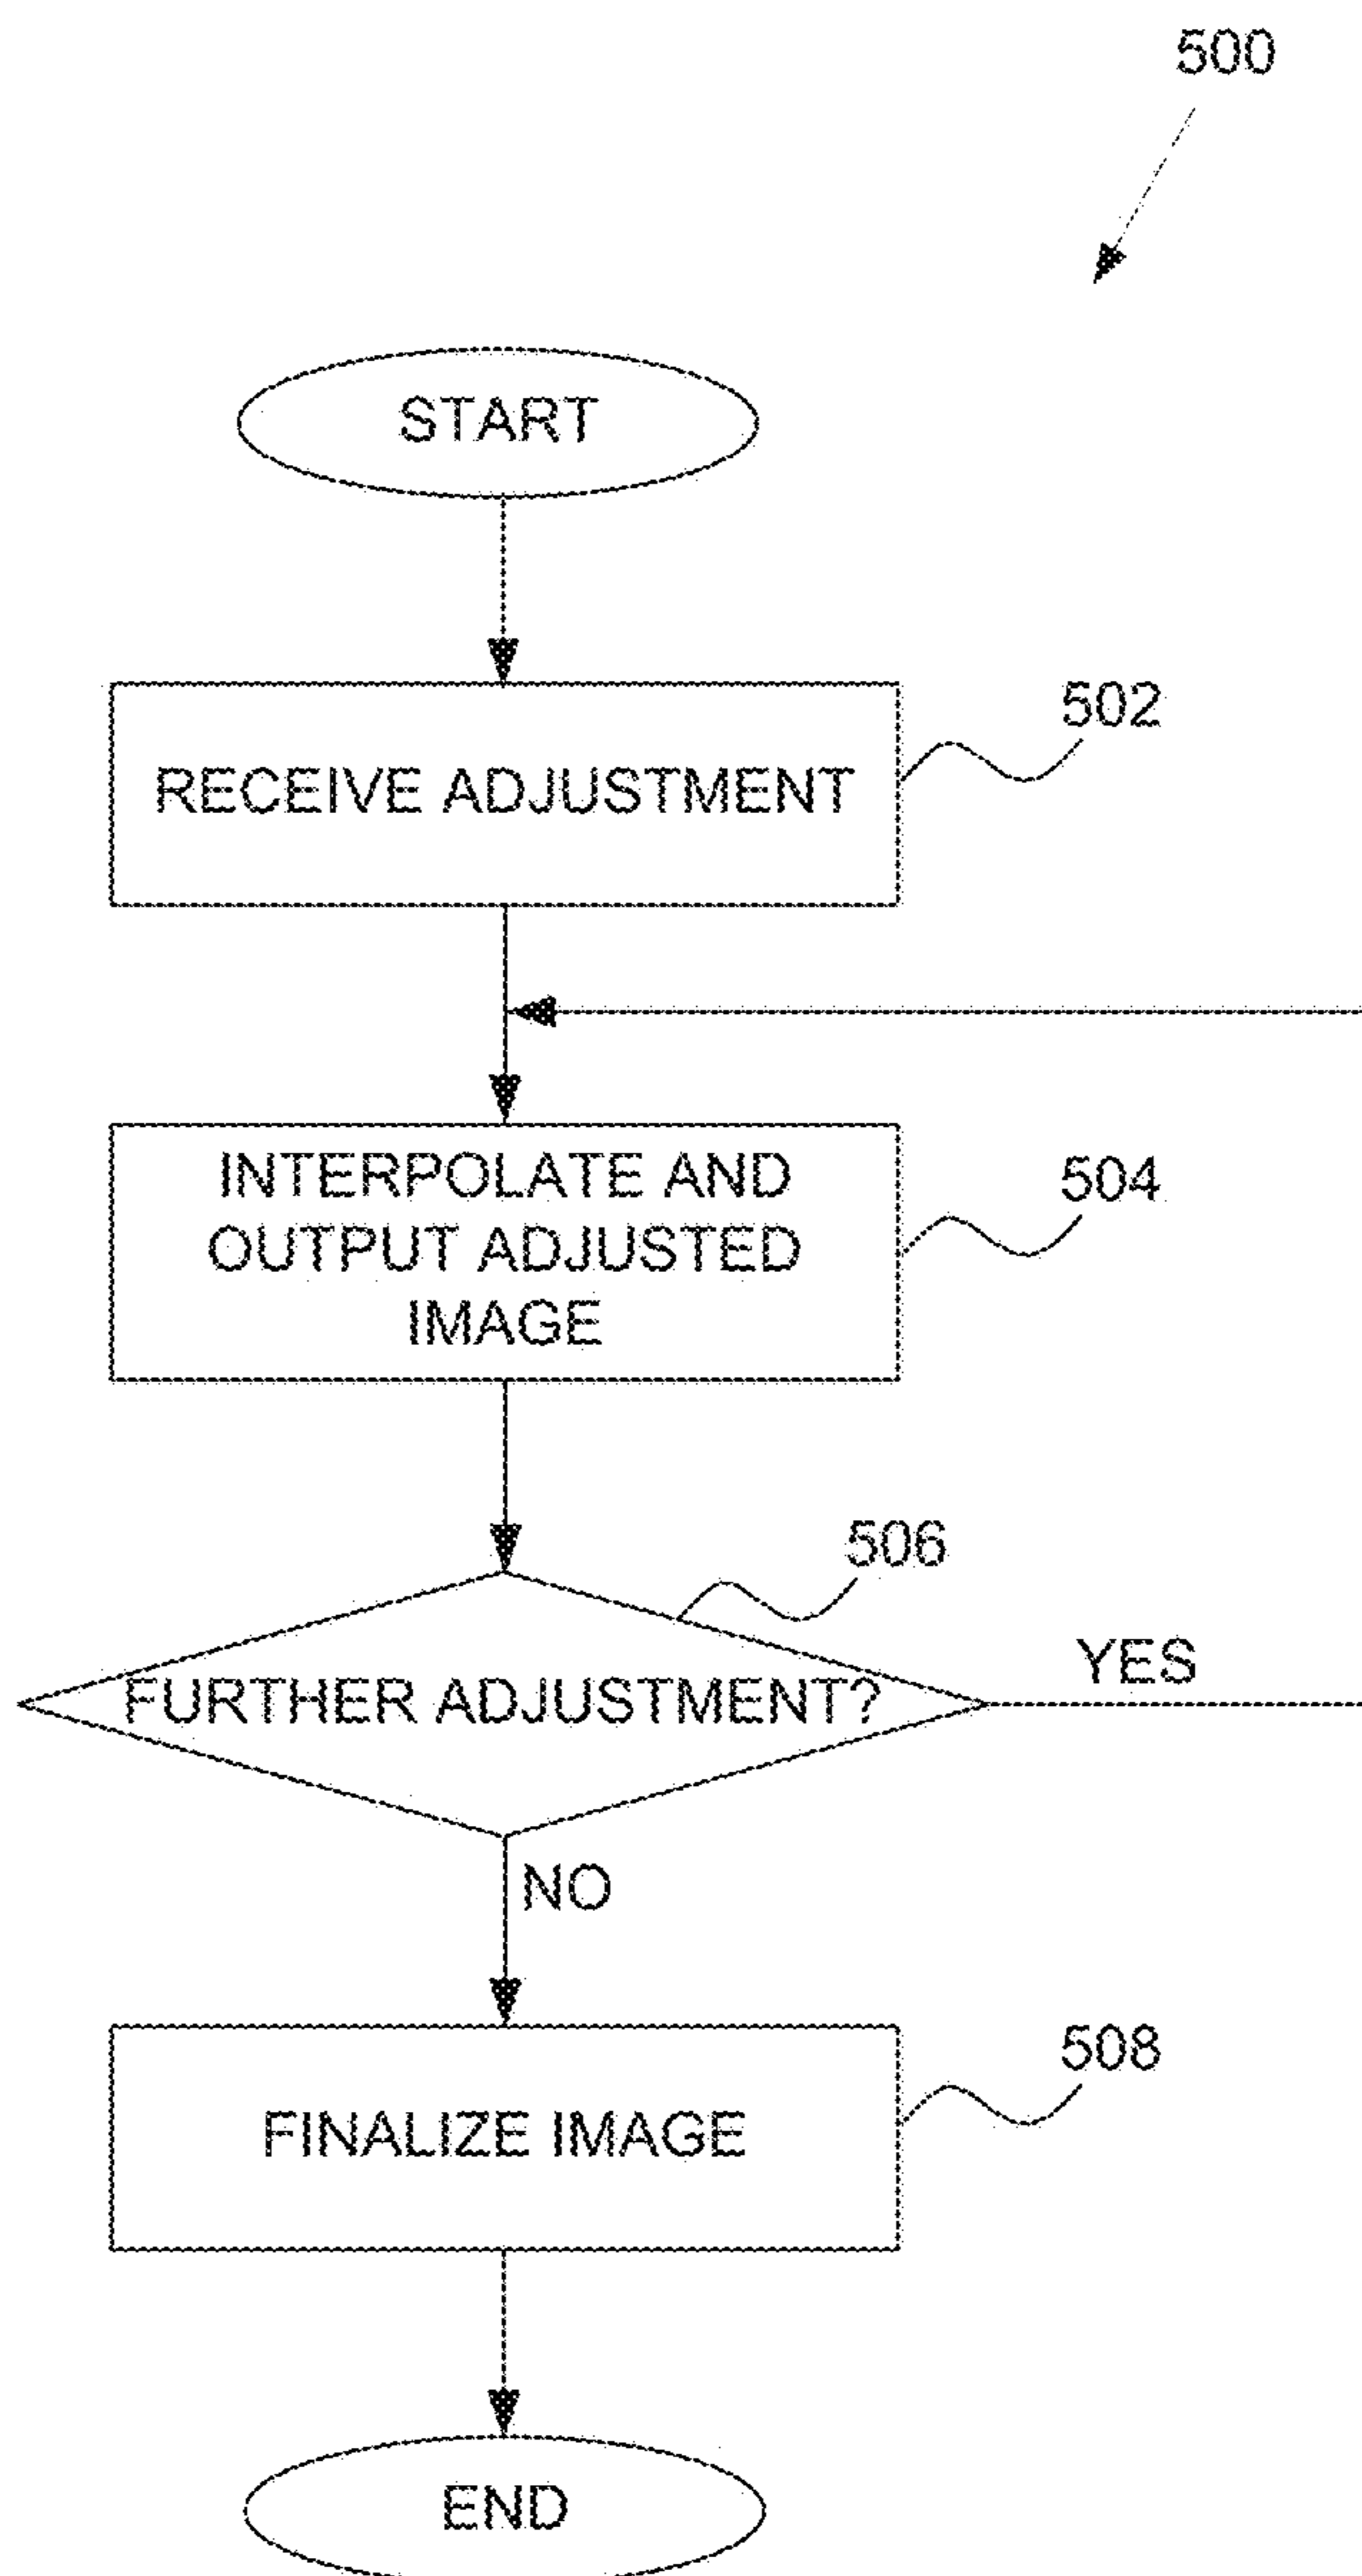 500
START
502
RECEIVE ADJUSTMENT
504
INTERPOLATE AND
OUTPUT ADJUSTED
IMAGE
506
FURTHER ADJUSTMENT?
YES
NO
508
FINALIZE IMAGE
END